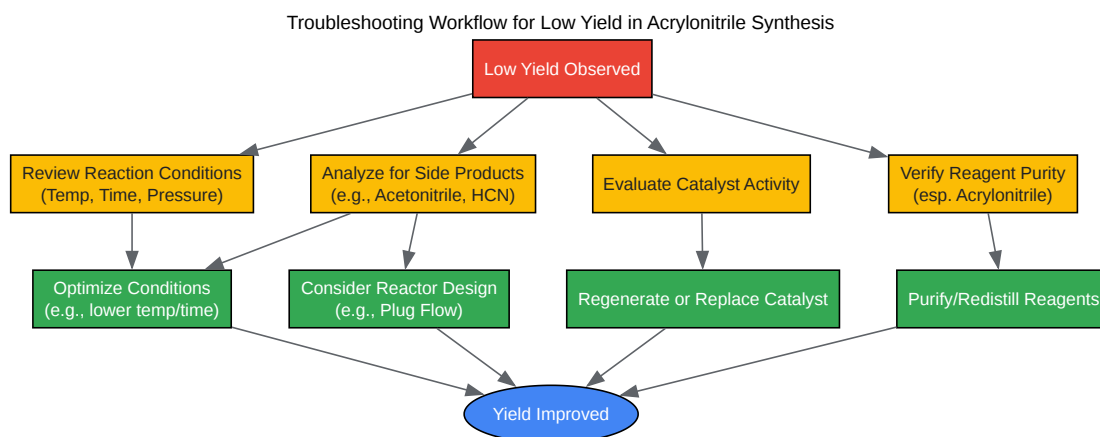 Troubleshooting Workflow for Low Yield in Acrylonitrile Synthesis
Low Yield Observed
Review Reaction Conditions
(Temp, Time, Pressure)
Analyze for Side Products
(e.g., Acetonitrile, HCN)
Evaluate Catalyst Activity
Verify Reagent Purity
(esp. Acrylonitrile)
Optimize Conditions
(e.g., lower temp/time)
Consider Reactor Design
(e.g., Plug Flow)
Regenerate or Replace Catalyst
Purify/Redistill Reagents
Yield Improved